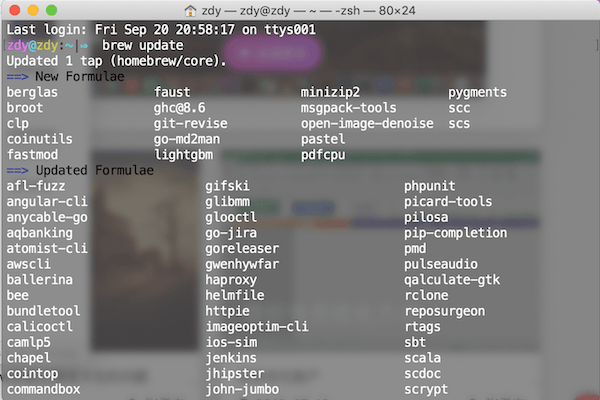 zdy — zdy@zdy — ~ — -zsh — 80×24
Last login: Fri Sep 20 20:58:17 on ttys001
zdy@zdy:~|⇒ brew update
Updated 1 tap (homebrew/core).
==> New Formulae
berglas faust minizip2 pygments
broot ghc@8.6 msgpack-tools scc
clp git-revise open-image-denoise scs
coinutils go-md2man pastel
fastmod lightgbm pdfcpu
==> Updated Formulae
afl-fuzz gifski phpunit
angular-cli glibmm picard-tools
anycable-go glooctl pilosa
aqbanking go-jira pip-completion
atomist-cli goreleaser pmd
awscli gwenhywfar pulseaudio
ballerina haproxy qalculate-gtk
bee helmfile rclone
bundletool httpie reposurgeon
calicoctl imageoptim-cli rtags
camlp5 ios-sim sbt
chapel jenkins scala
cointop jhipster scdoc
commandbox john-jumbo scrypt